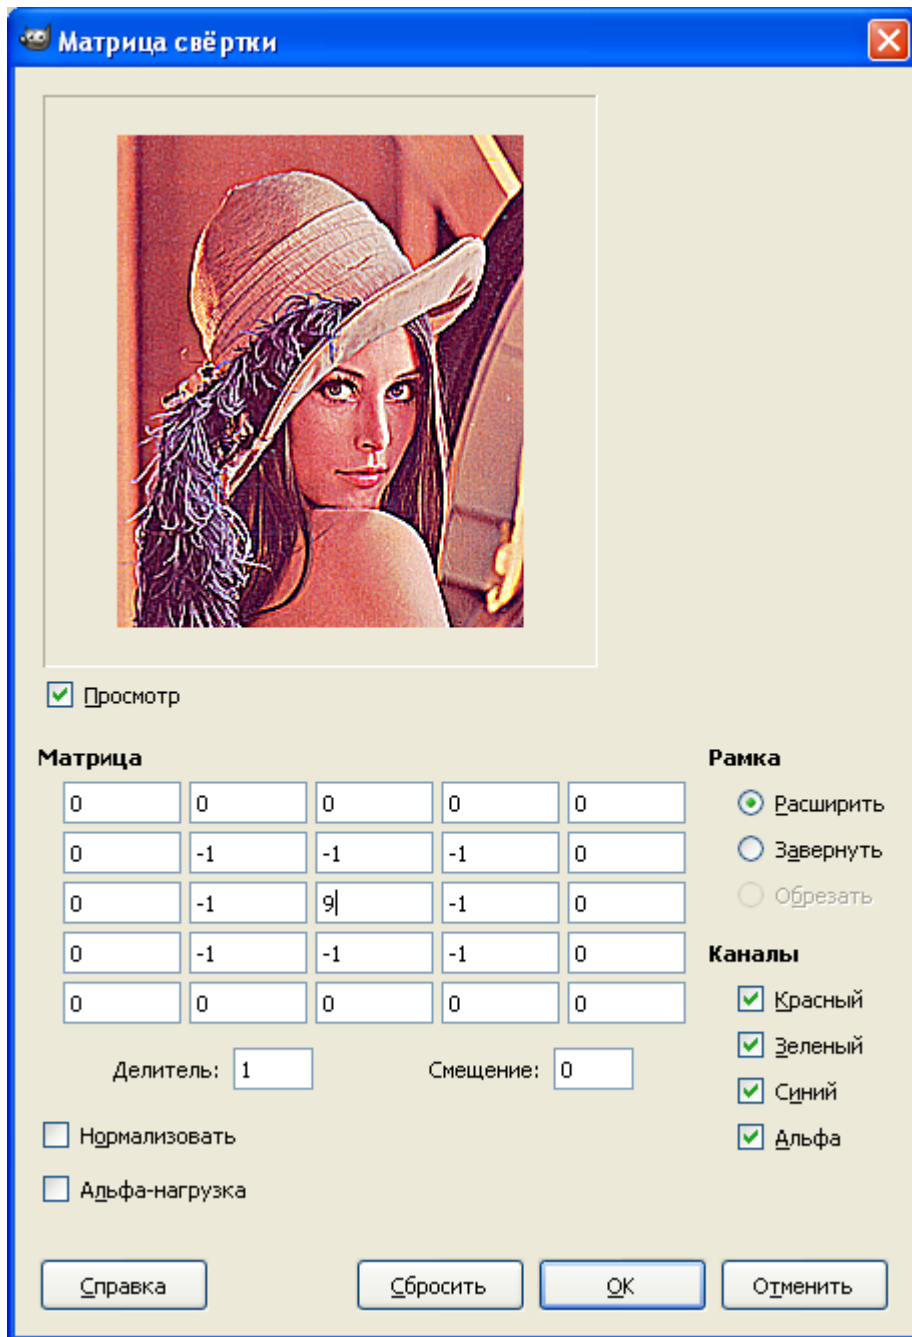 Матрица свёртки
Просмотр
Матрица
0 0 0 0 0
0 -1 -1 -1 0
0 -1 9 -1 0
0 -1 -1 -1 0
0 0 0 0 0
Делитель: 1 Смещение: 0
Нормализовать
Альфа-нагрузка
Рамка
Расширить
Завернуть
Обрезать
Каналы
Красный
Зеленый
Синий
Альфа
Справка Сбросить OK Отменить